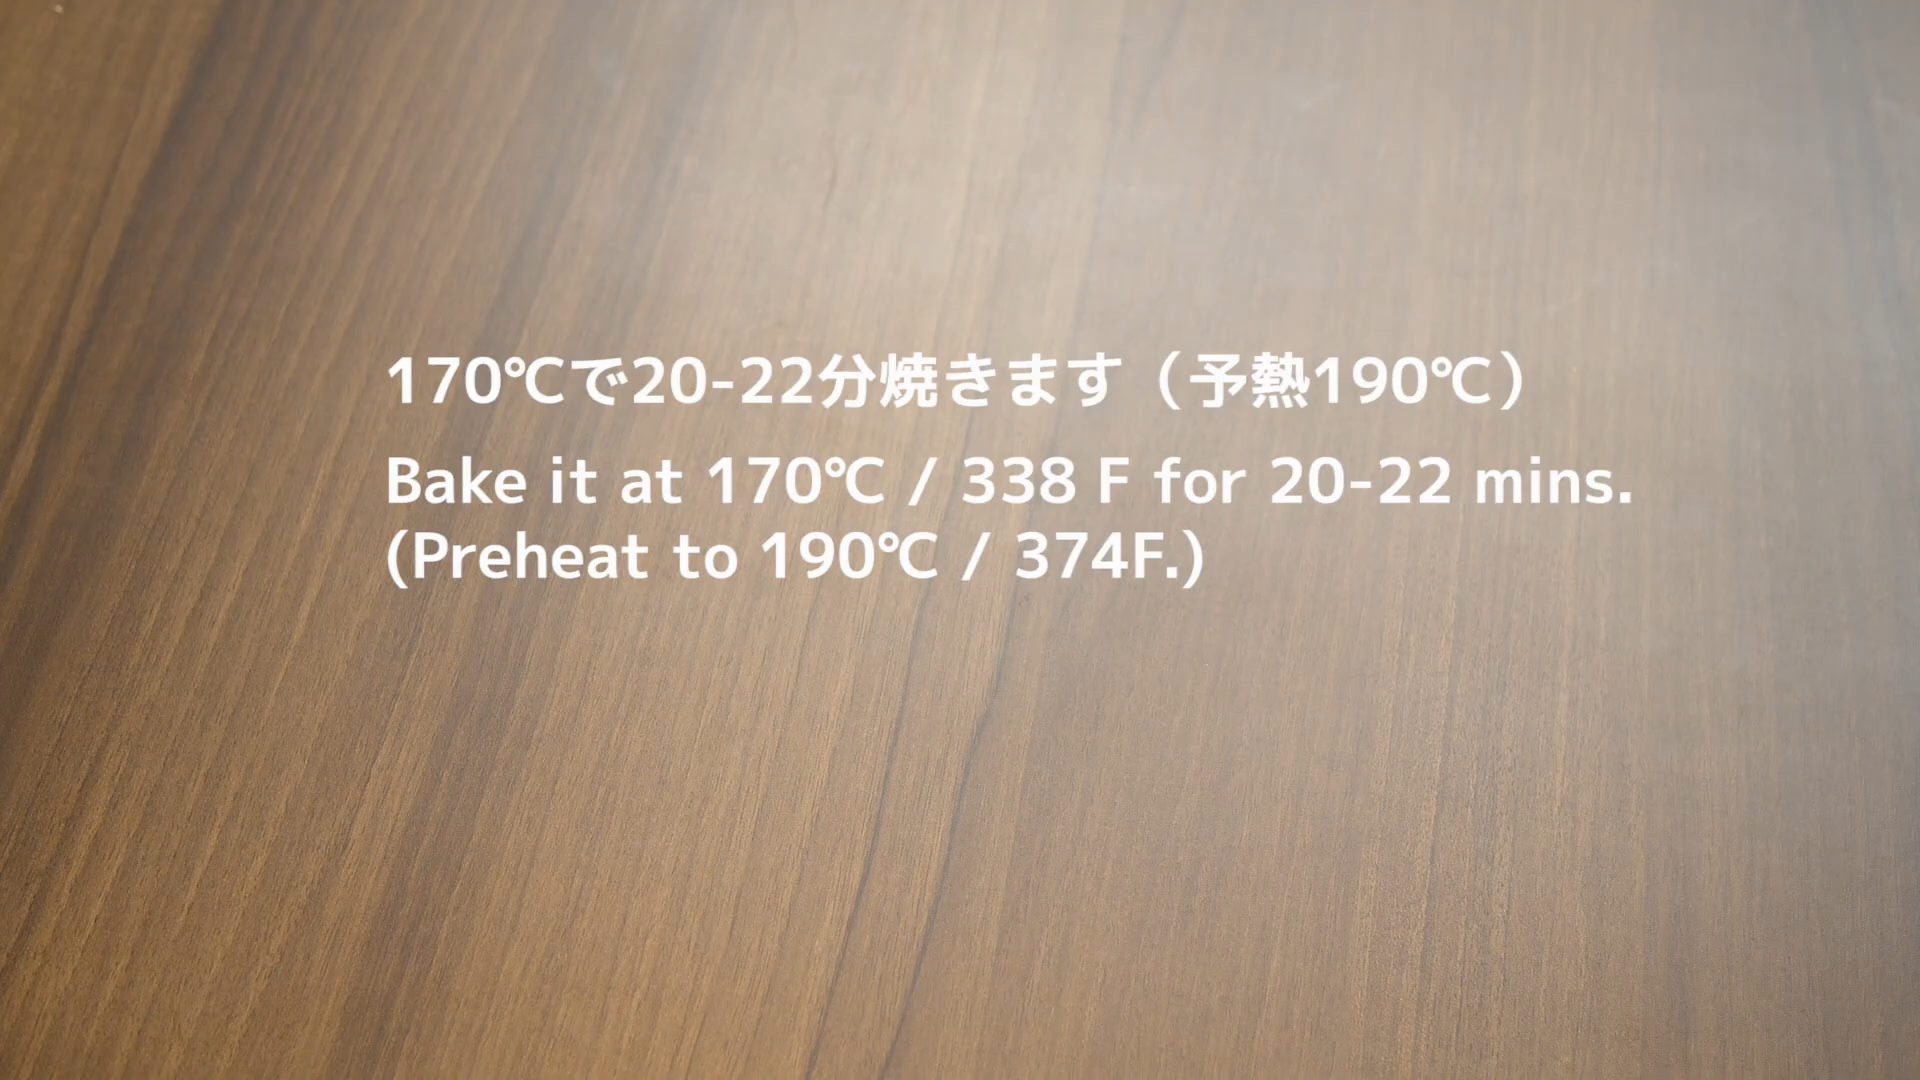 170℃で20-22分焼きます（予熱190℃）
Bake it at 170℃ / 338 F for 20-22 mins.
(Preheat to 190℃ / 374F.)